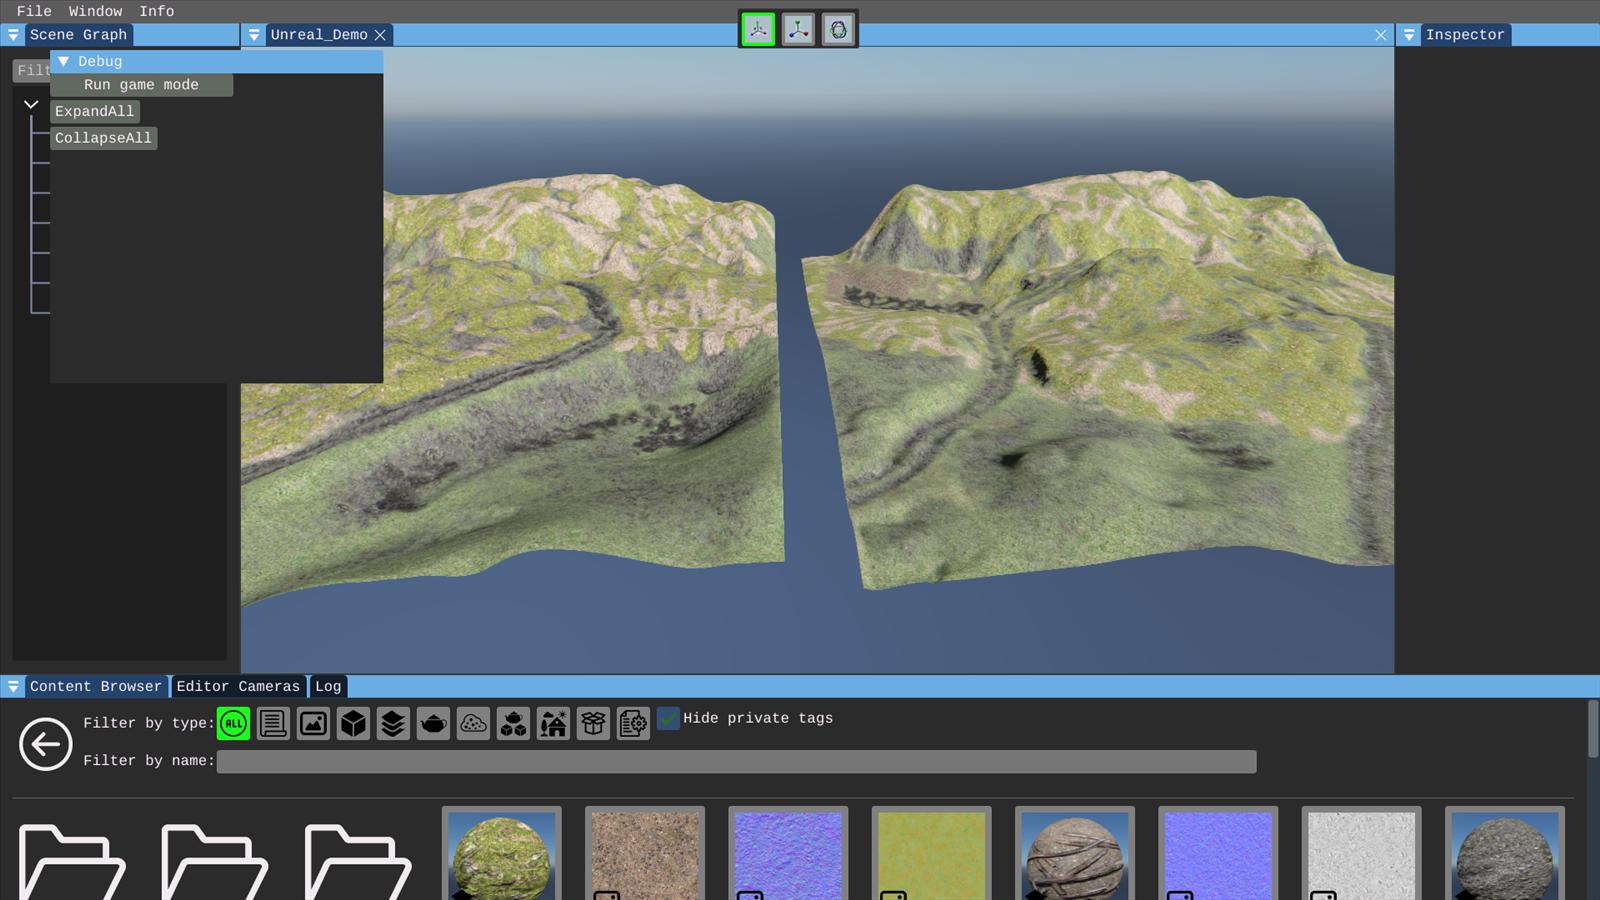 File Window Info
Scene Graph
Unreal_Demo
Inspector
Filt
Debug
Run game mode
ExpandAll
CollapseAll
Content Browser
Editor Cameras
Log
Filter by type:
ALL
Hide private tags
Filter by name: